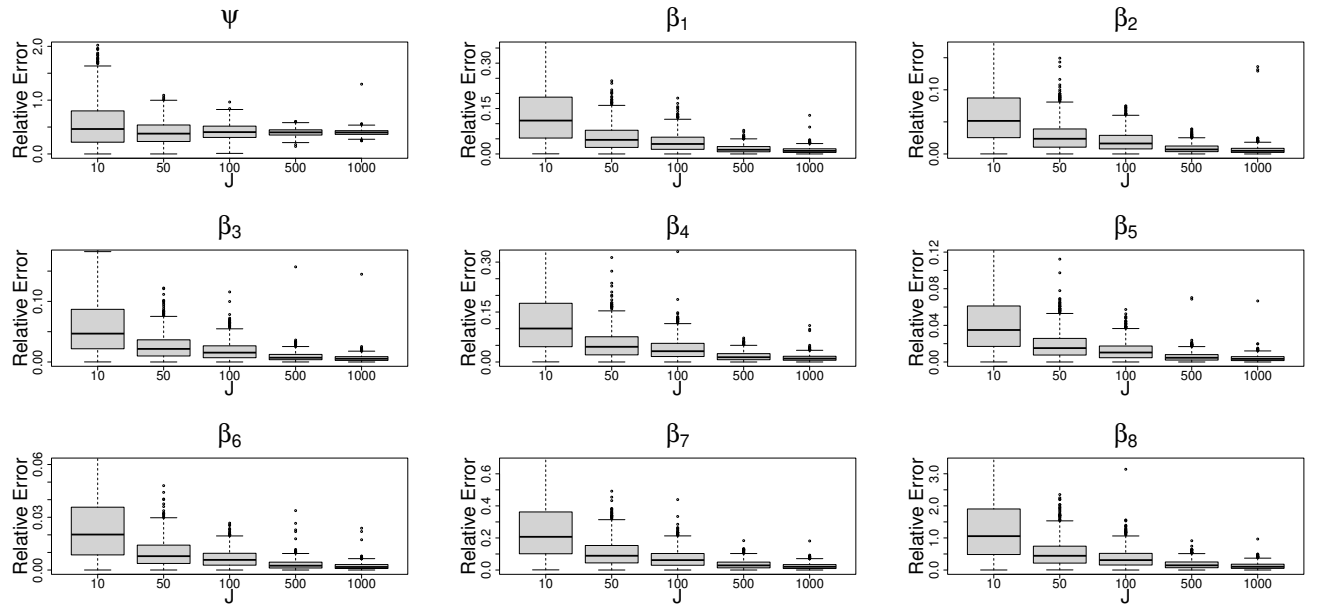 ψ
Relative Error
0.0 1.0 2.0
10 50 100 500 1000
J
β1
Relative Error
0.00 0.15 0.30
10 50 100 500 1000
J
β2
Relative Error
0.00 0.10
10 50 100 500 1000
J
β3
Relative Error
0.00 0.10
10 50 100 500 1000
J
β4
Relative Error
0.00 0.15 0.30
10 50 100 500 1000
J
β5
Relative Error
0.00 0.04 0.08 0.12
10 50 100 500 1000
J
β6
Relative Error
0.00 0.03 0.06
10 50 100 500 1000
J
β7
Relative Error
0.0 0.2 0.4 0.6
10 50 100 500 1000
J
β8
Relative Error
0.0 1.0 2.0 3.0
10 50 100 500 1000
J